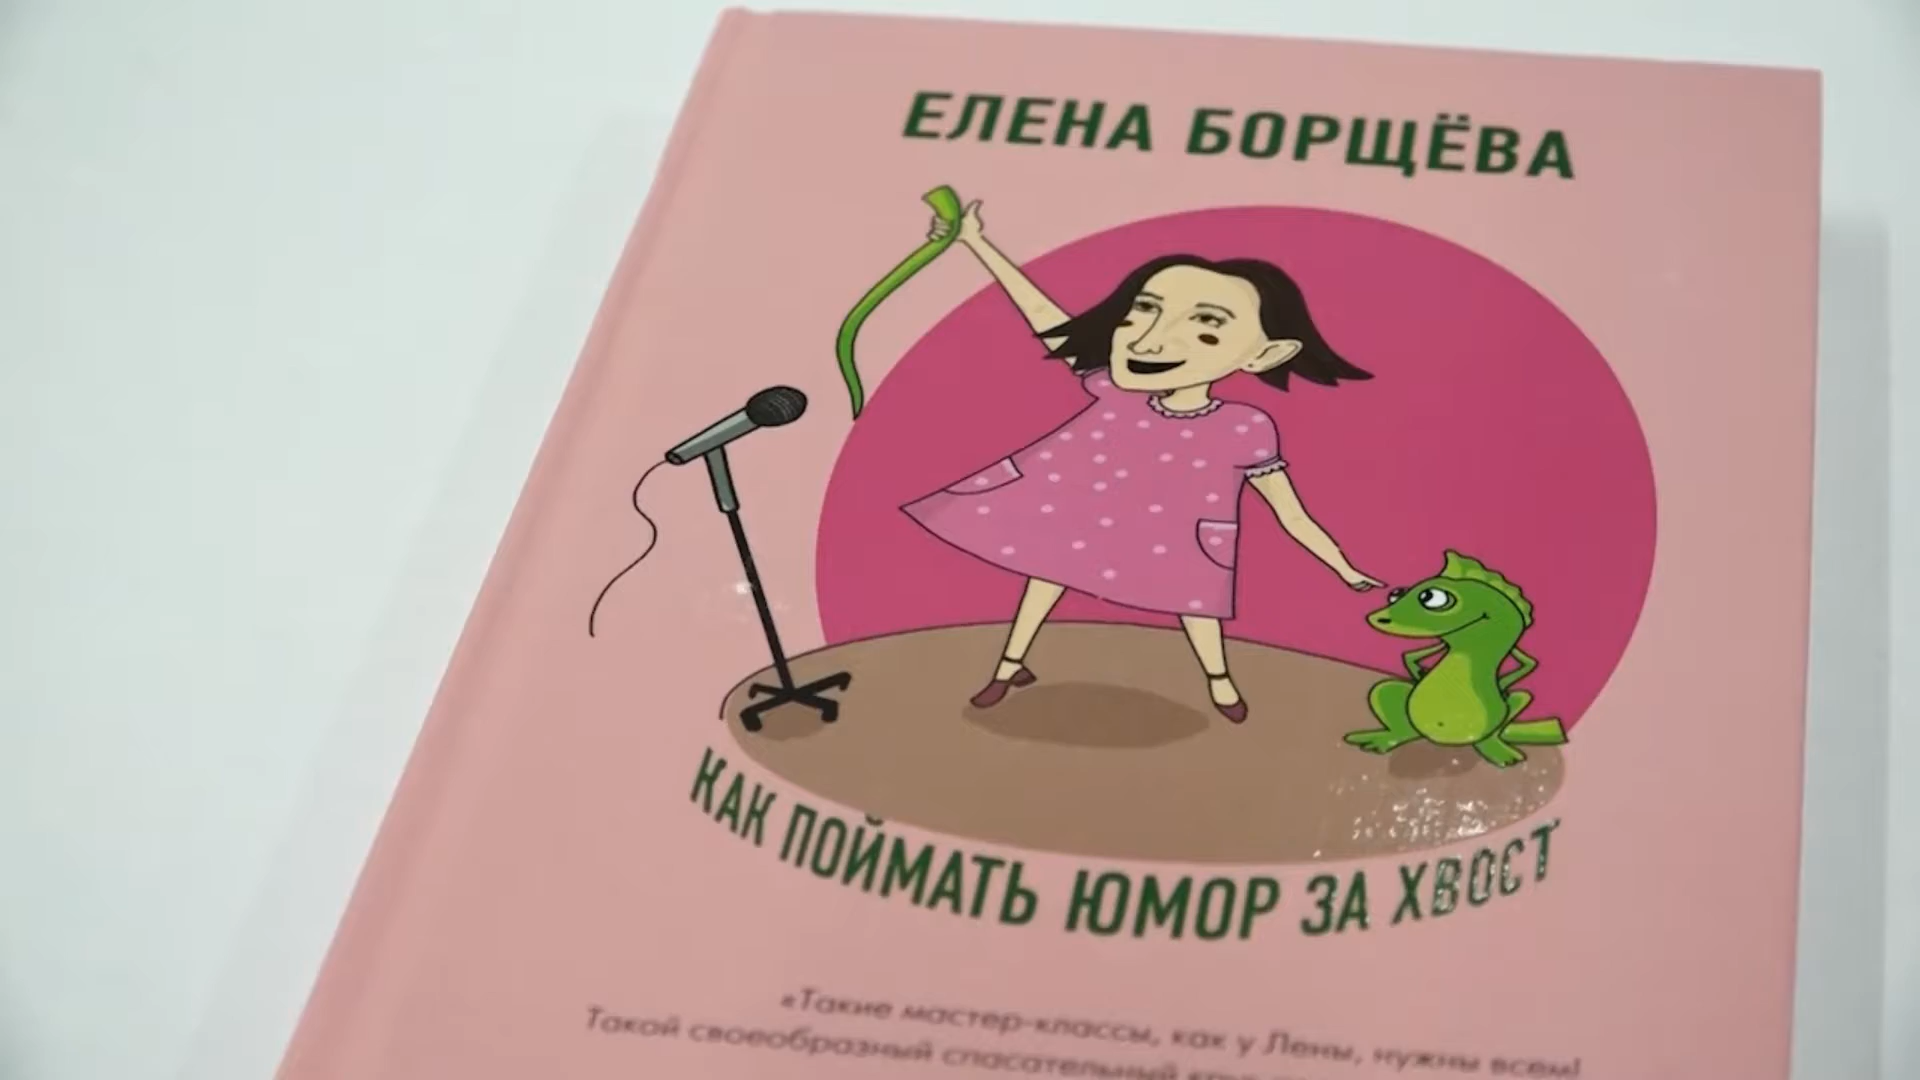 ЕЛЕНА БОРЩЁВА
КАК ПОЙМАТЬ ЮМОР ЗА ХВОСТ
«Такие мастер-классы, как у Лены, нужны всем!
Такой своеобразный спасательный